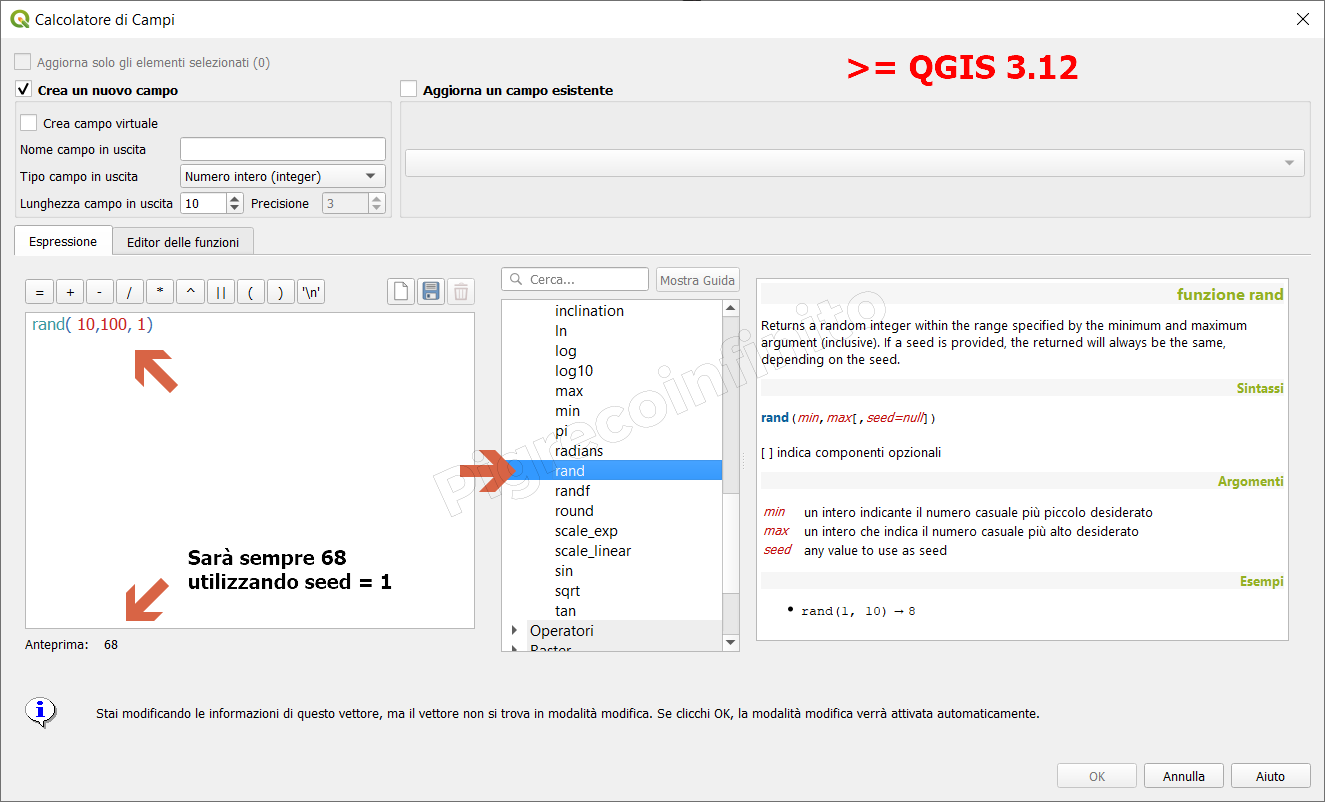 Calcolatore di Campi
Aggiorna solo gli elementi selezionati (0)
>= QGIS 3.12
Crea un nuovo campo
Aggiorna un campo esistente
Crea campo virtuale
Nome campo in uscita
Tipo campo in uscita Numero intero (integer)
Lunghezza campo in uscita 10 Precisione 3
Espressione Editor delle funzioni
= + - / * ^ || ( ) '\n'
rand( 10,100, 1)
Sarà sempre 68
utilizzando seed = 1
Anteprima: 68
Cerca... Mostra Guida
inclination
ln
log
log10
max
min
pi
radians
rand
randf
round
scale_exp
scale_linear
sin
sqrt
tan
Operatori
Raster
funzione rand
Returns a random integer within the range specified by the minimum and maximum
argument (inclusive). If a seed is provided, the returned will always be the same,
depending on the seed.
Sintassi
rand(min,max[,seed=null])
[ ] indica componenti opzionali
Argomenti
min un intero indicante il numero casuale più piccolo desiderato
max un intero che indica il numero casuale più alto desiderato
seed any value to use as seed
Esempi
• rand(1, 10) → 8
Pigrecoinfinito
Stai modificando le informazioni di questo vettore, ma il vettore non si trova in modalità modifica. Se clicchi OK, la modalità modifica verrà attivata automaticamente.
OK Annulla Aiuto